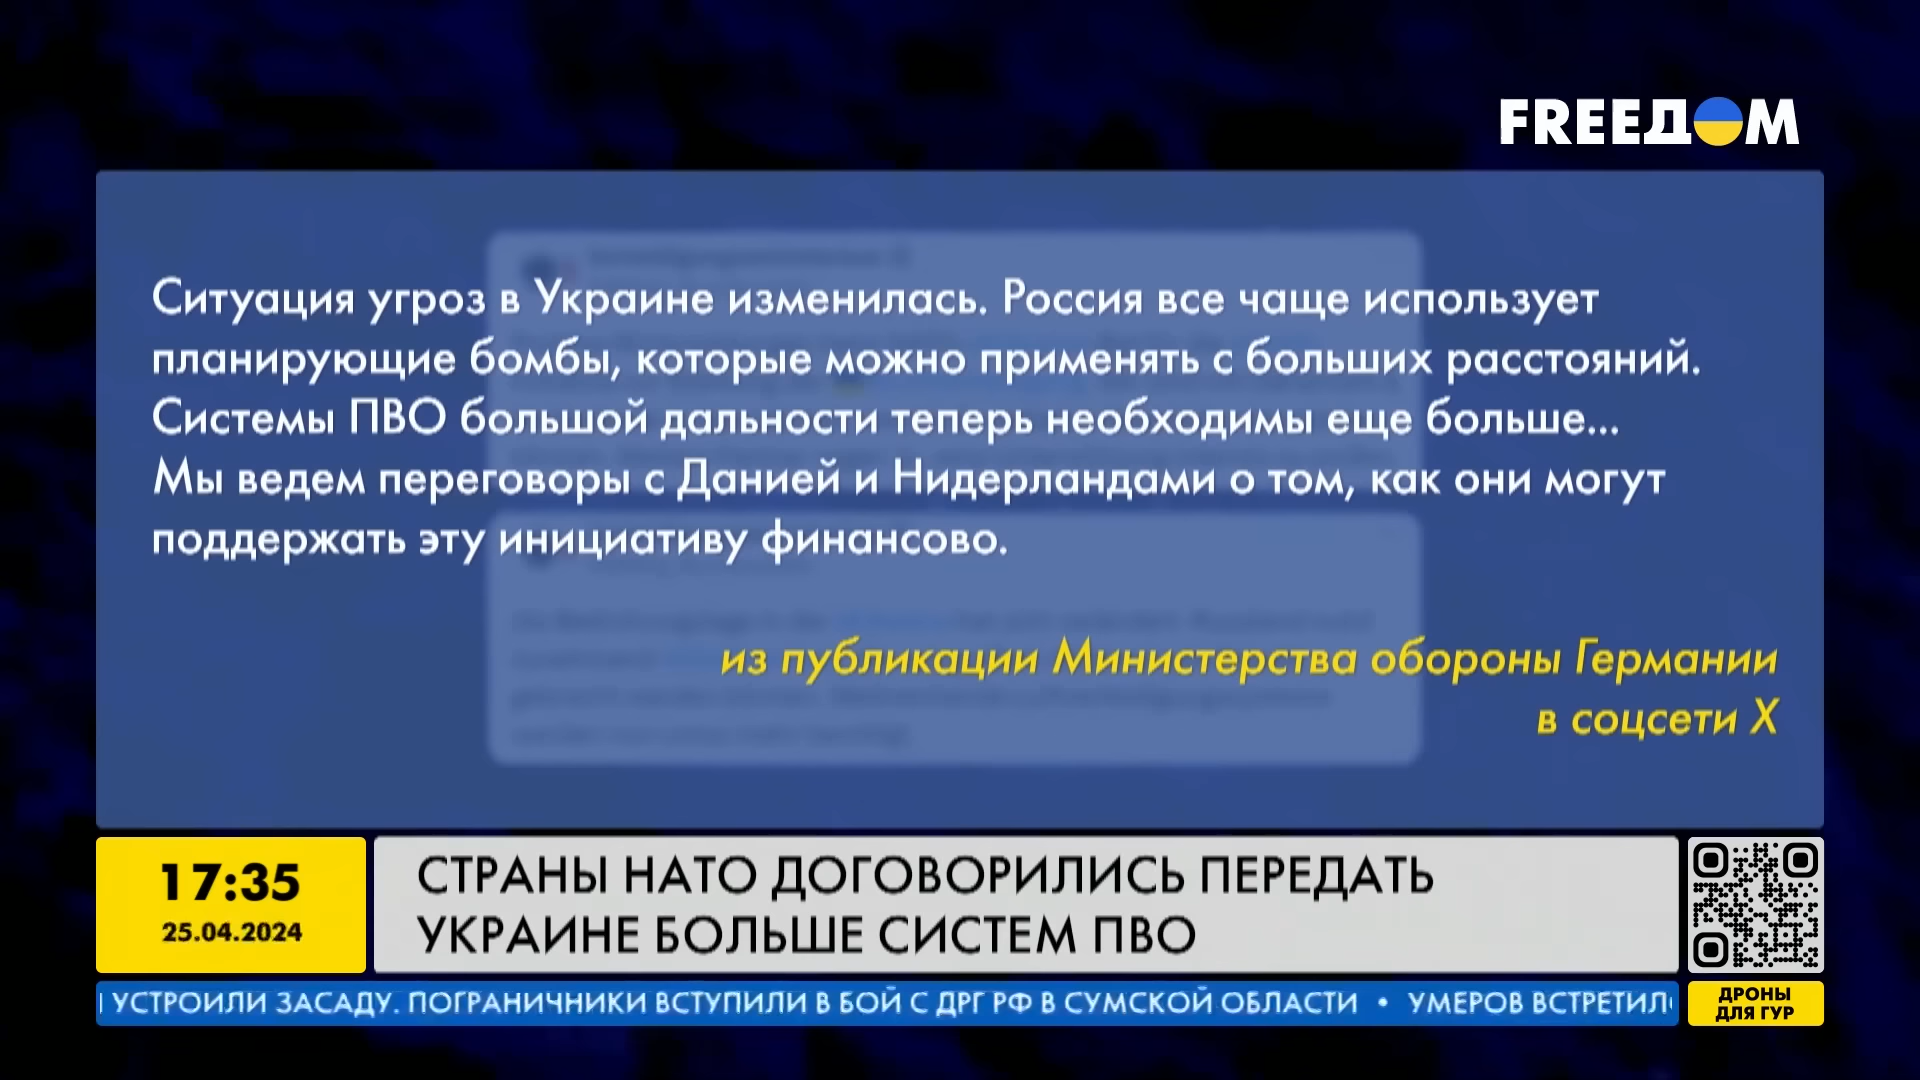 FREEДОМ
Ситуация угроз в Украине изменилась. Россия все чаще использует
планирующие бомбы, которые можно применять с больших расстояний.
Системы ПВО большой дальности теперь необходимы еще больше...
Мы ведем переговоры с Данией и Нидерландами о том, как они могут
поддержать эту инициативу финансово.
из публикации Министерства обороны Германии
в соцсети X
17:35
25.04.2024
СТРАНЫ НАТО ДОГОВОРИЛИСЬ ПЕРЕДАТЬ
УКРАИНЕ БОЛЬШЕ СИСТЕМ ПВО
УСТРОИЛИ ЗАСАДУ. ПОГРАНИЧНИКИ ВСТУПИЛИ В БОЙ С ДРГ РФ В СУМСКОЙ ОБЛАСТИ • УМЕРОВ
ДРОНЫ
ДЛЯ ГУР